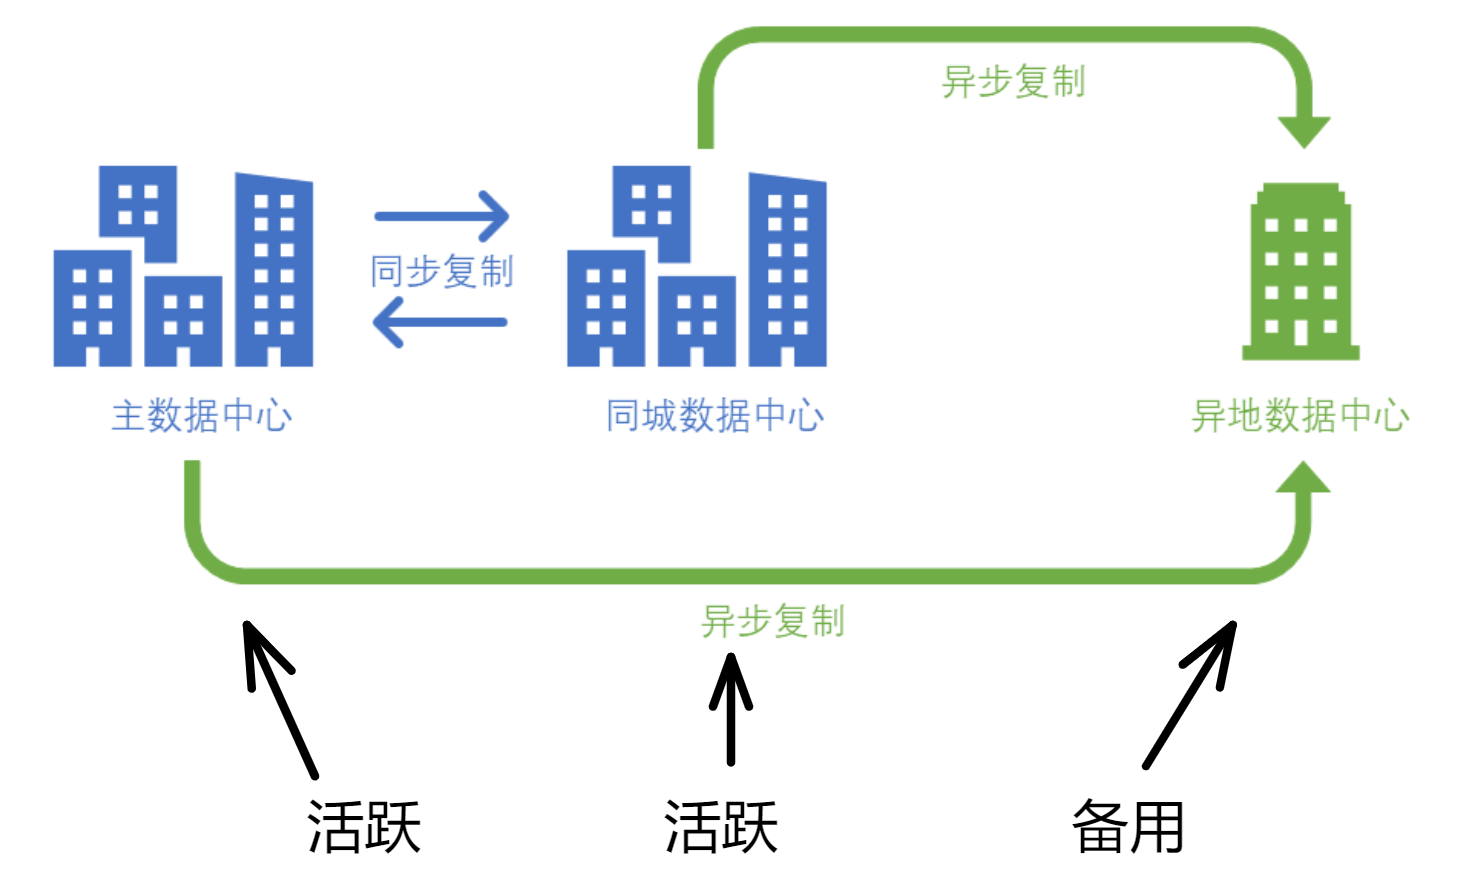 异步复制
同步复制
主数据中心
同城数据中心
异地数据中心
异步复制
活跃
活跃
备用